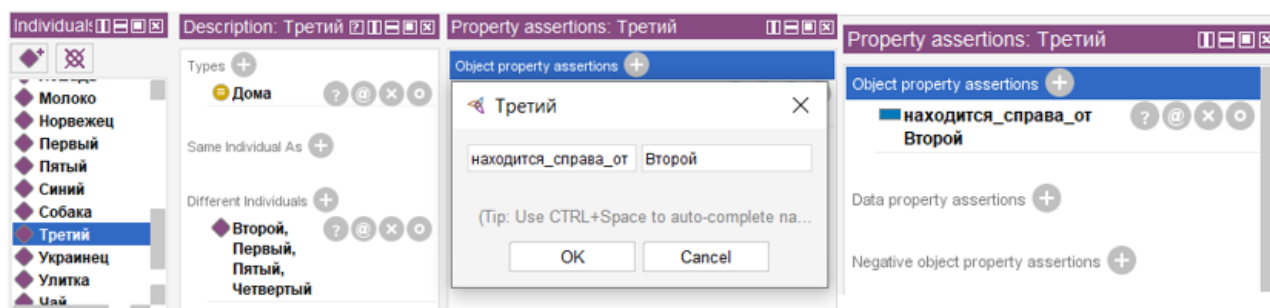 Individuals
Молоко
Норвежец
Первый
Пятый
Синий
Собака
Третий
Украинец
Улитка
Чай
Description: Третий
Types
Дома
Same Individual As
Different Individuals
Второй,
Первый,
Пятый,
Четвертый
Property assertions: Третий
Object property assertions
Третий
находится_справа_от Второй
(Tip: Use CTRL+Space to auto-complete na...
OK Cancel
Property assertions: Третий
Object property assertions
находится_справа_от
Второй
Data property assertions
Negative object property assertions